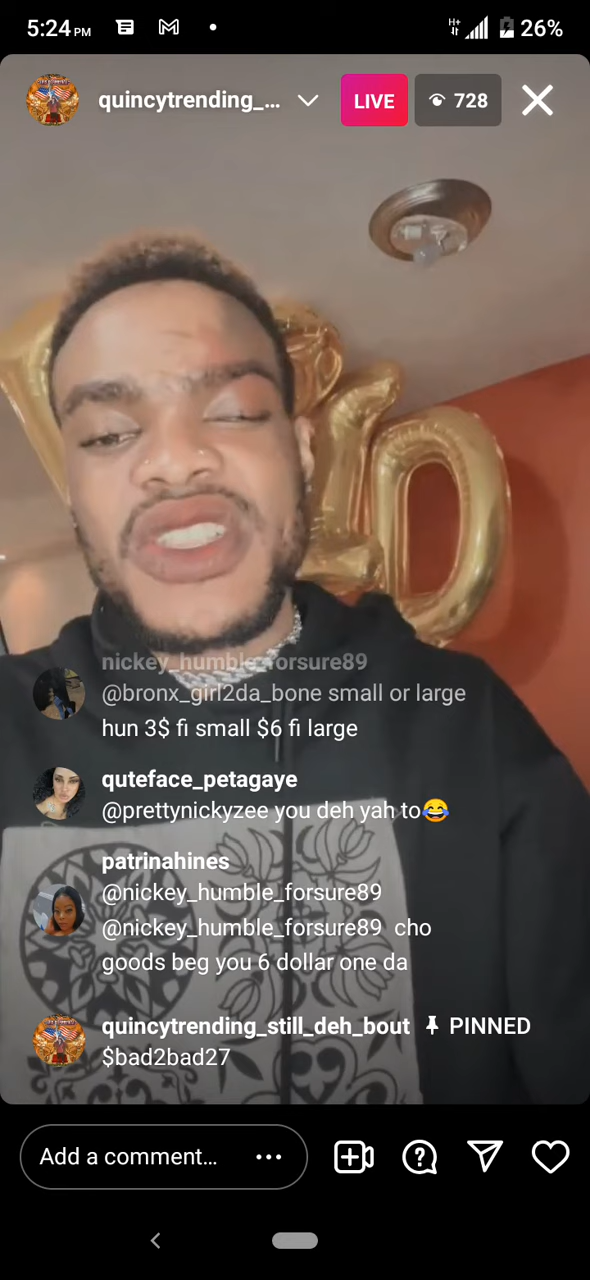 5:24 PM
H+
26%
quincytrending_...
LIVE
728
nickey_humble_forsure89
@bronx_girl2da_bone small or large
hun 3$ fi small $6 fi large
quteface_petagaye
@prettynickyzee you deh yah to😂
patrinahines
@nickey_humble_forsure89
@nickey_humble_forsure89 cho
goods beg you 6 dollar one da
quincytrending_still_deh_bout PINNED
$bad2bad27
Add a comment...